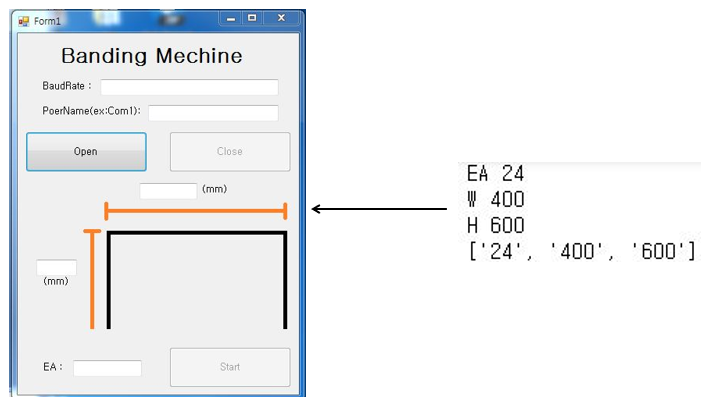 Form1
Banding Mechine
BaudRate :
PoerName(ex:Com1):
Open
Close
(mm)
(mm)
EA :
Start
EA 24
W 400
H 600
['24', '400', '600']